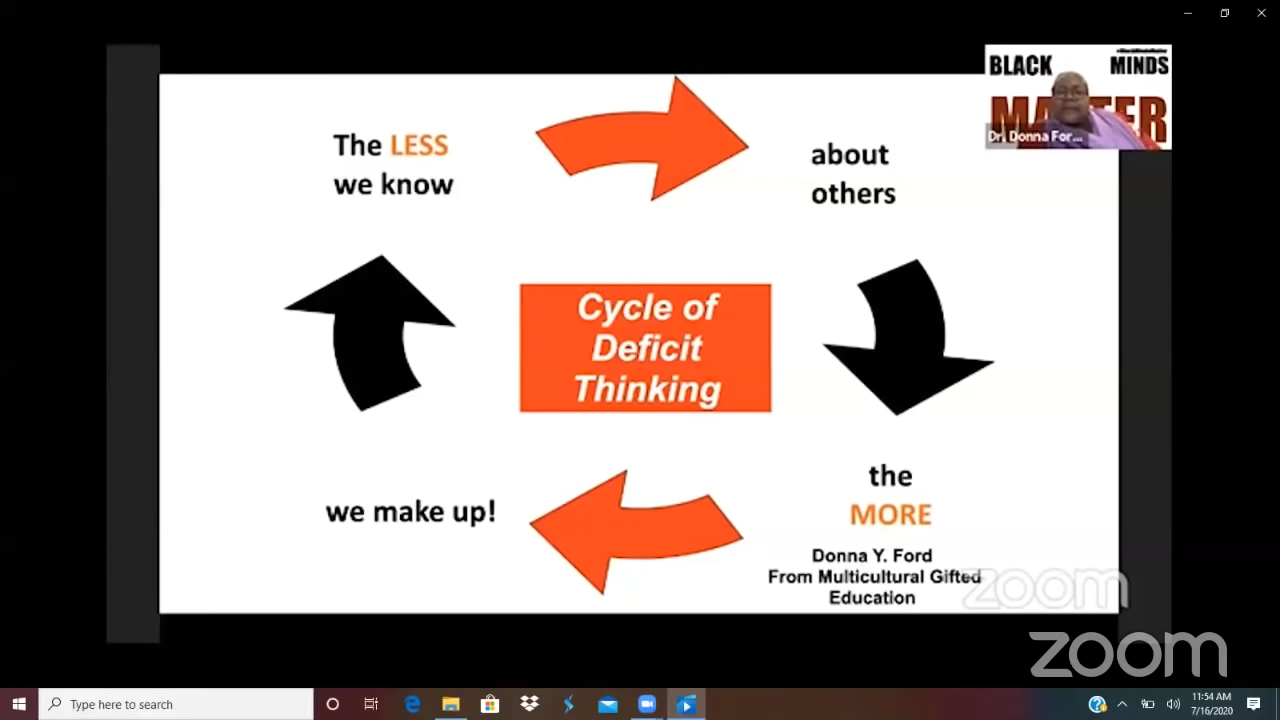 BLACK MINDS
MATTER
Dr. Donna For...
The LESS
we know
about
others
Cycle of
Deficit
Thinking
the
MORE
we make up!
Donna Y. Ford
From Multicultural Gifted
Education
zoom
zoom
Type here to search
11:54 AM
7/16/2020